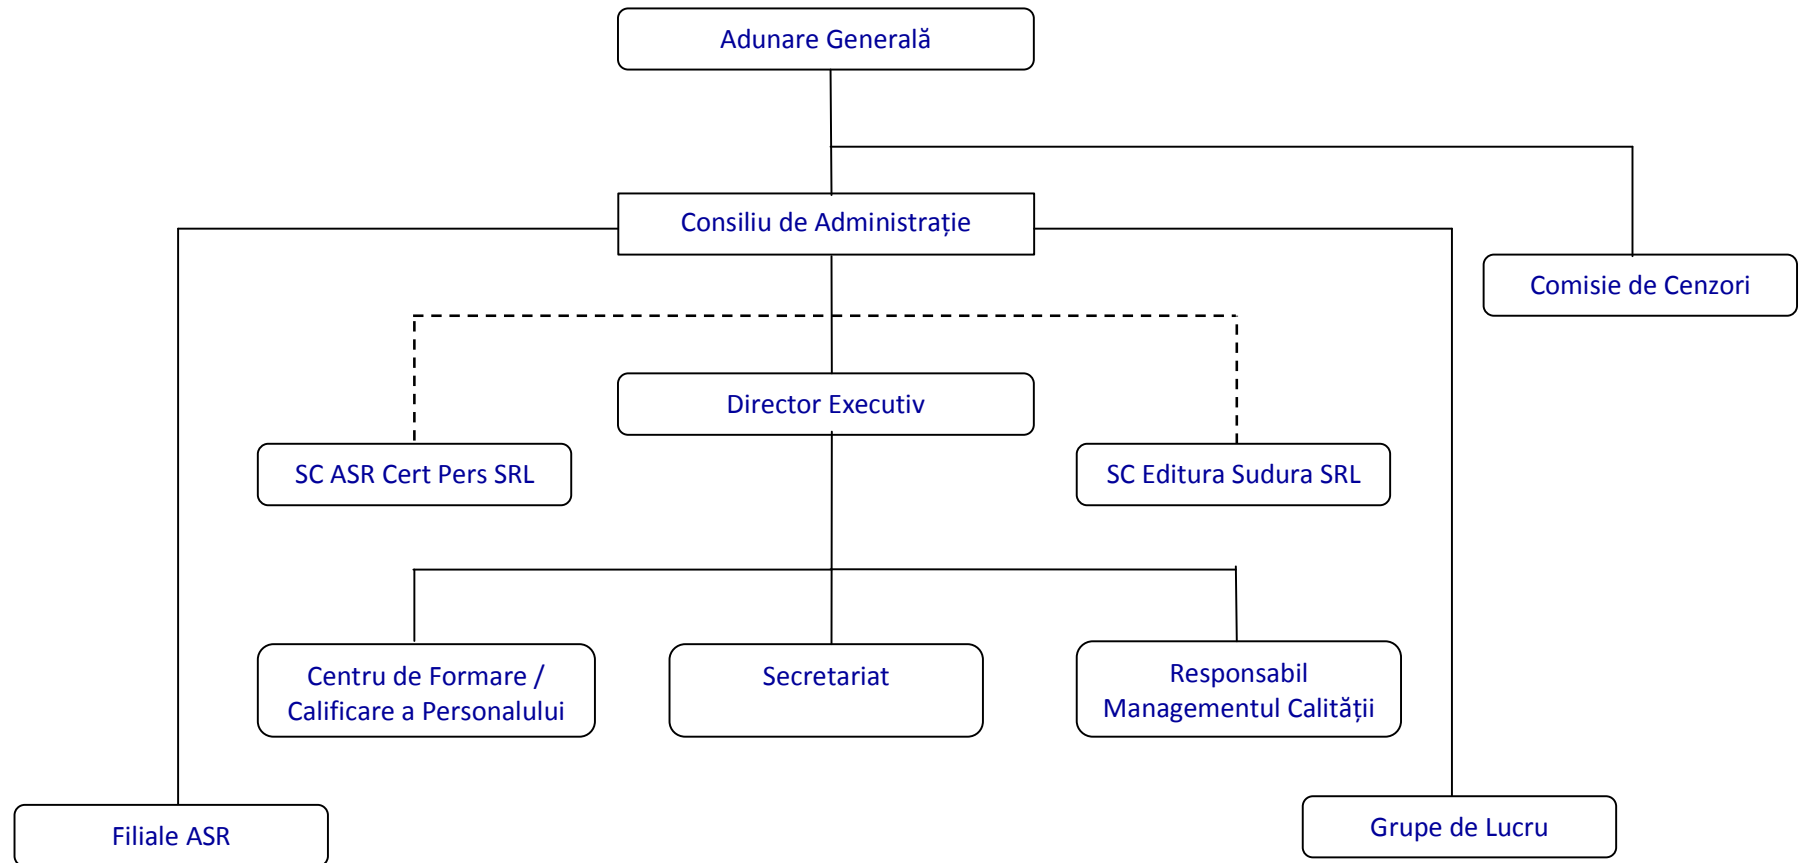 Adunare Generală
Consiliu de Administrație
Comisie de Cenzori
Director Executiv
SC ASR Cert Pers SRL
SC Editura Sudura SRL
Centru de Formare /
Calificare a Personalului
Secretariat
Responsabil
Managementul Calității
Filiale ASR
Grupe de Lucru